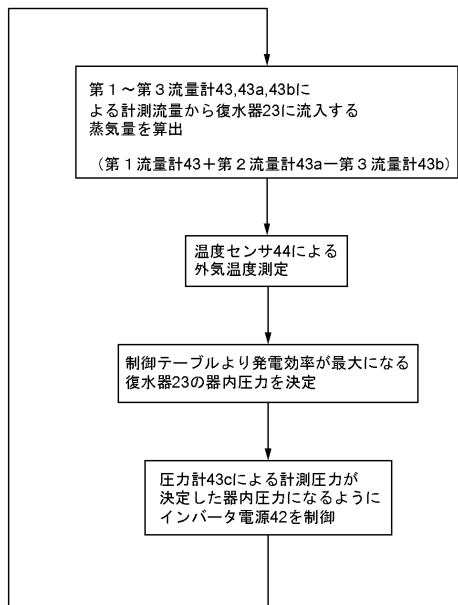 第１～第３流量計43,43a,43bに
よる計測流量から復水器23に流入する
蒸気量を算出
（第１流量計43＋第２流量計43aー第３流量計43b）
温度センサ44による
外気温度測定
制御テーブルより発電効率が最大になる
復水器23の器内圧力を決定
圧力計43cによる計測圧力が
決定した器内圧力になるように
インバータ電源42を制御